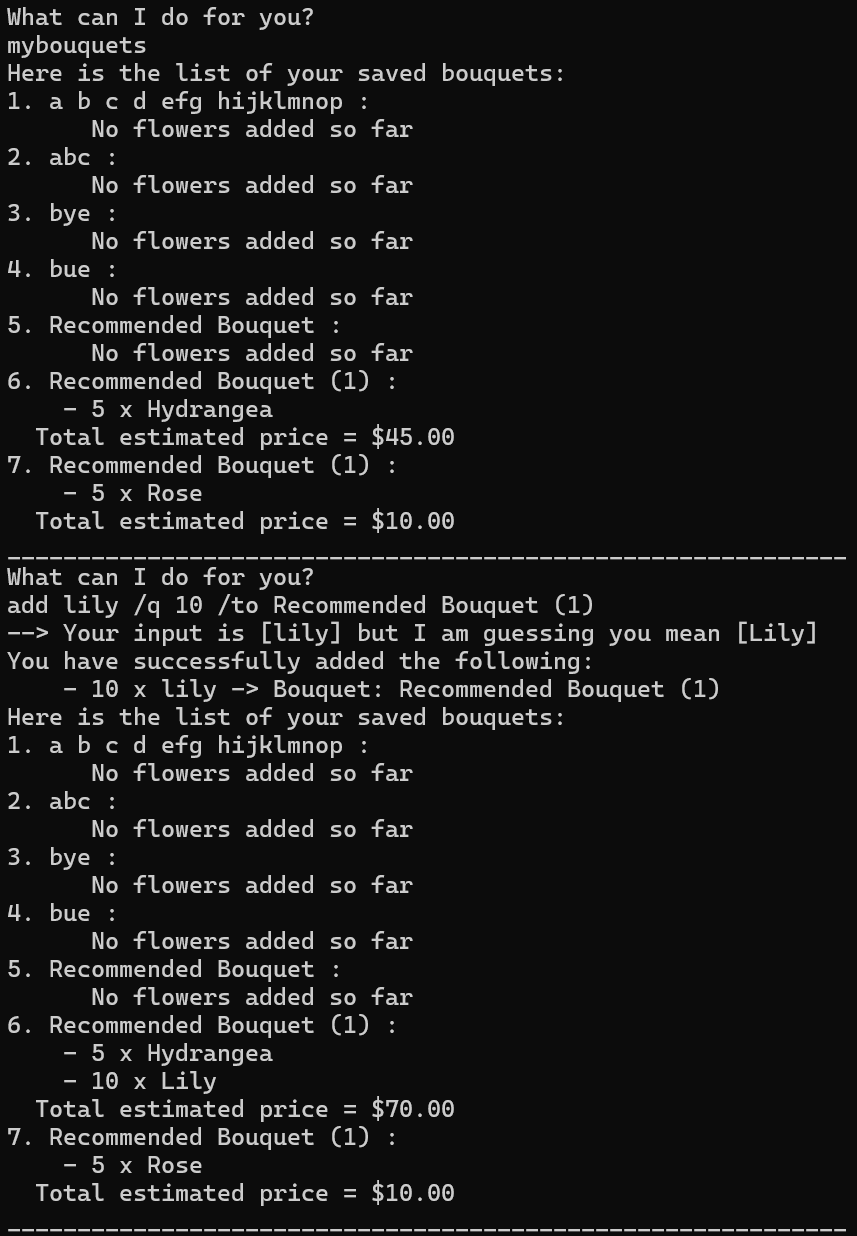 What can I do for you?
mybouquets
Here is the list of your saved bouquets:
1. a b c d efg hijklmnop :
      No flowers added so far
2. abc :
      No flowers added so far
3. bye :
      No flowers added so far
4. bue :
      No flowers added so far
5. Recommended Bouquet :
      No flowers added so far
6. Recommended Bouquet (1) :
    - 5 x Hydrangea
  Total estimated price = $45.00
7. Recommended Bouquet (1) :
    - 5 x Rose
  Total estimated price = $10.00
____________________________________________________________
What can I do for you?
add lily /q 10 /to Recommended Bouquet (1)
--> Your input is [lily] but I am guessing you mean [Lily]
You have successfully added the following:
    - 10 x lily -> Bouquet: Recommended Bouquet (1)
Here is the list of your saved bouquets:
1. a b c d efg hijklmnop :
      No flowers added so far
2. abc :
      No flowers added so far
3. bye :
      No flowers added so far
4. bue :
      No flowers added so far
5. Recommended Bouquet :
      No flowers added so far
6. Recommended Bouquet (1) :
    - 5 x Hydrangea
    - 10 x Lily
  Total estimated price = $70.00
7. Recommended Bouquet (1) :
    - 5 x Rose
  Total estimated price = $10.00
____________________________________________________________